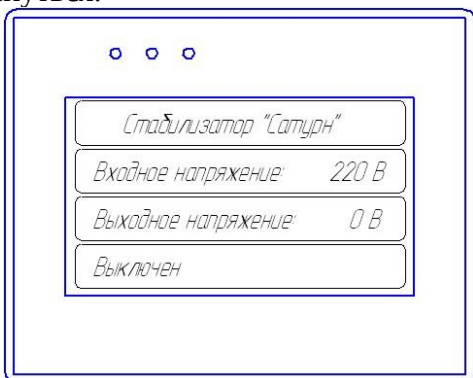 Стабилизатор "Сатурн"
Входное напряжение: 220 В
Выходное напряжение: 0 В
Выключен